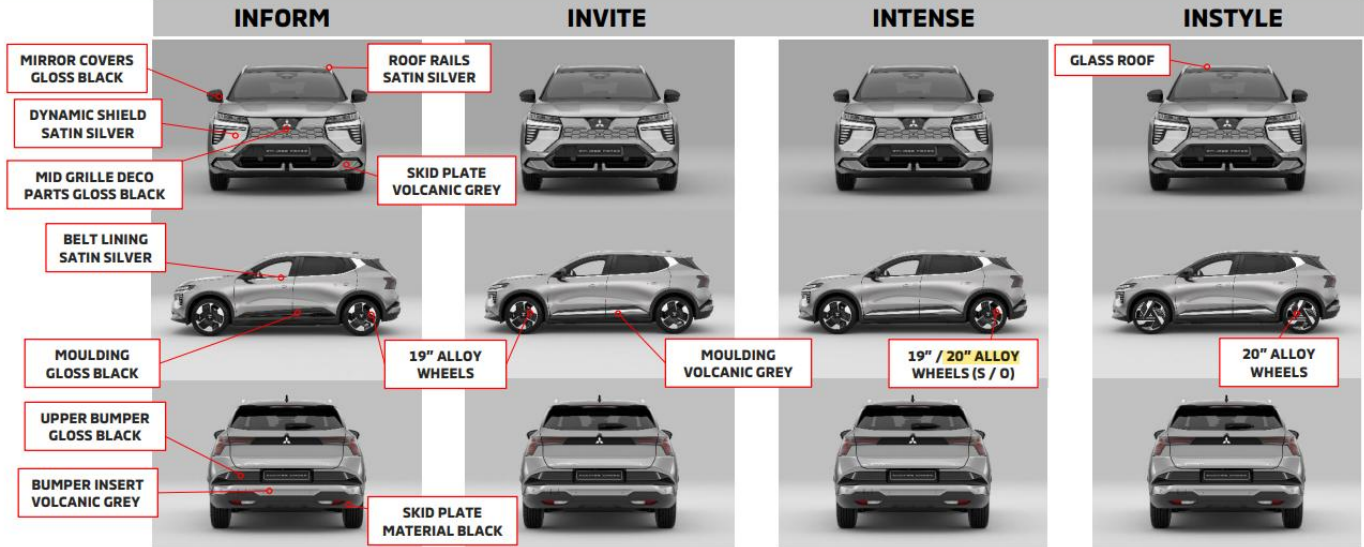 INFORM
INVITE
INTENSE
INSTYLE
MIRROR COVERS
GLOSS BLACK
ROOF RAILS
SATIN SILVER
GLASS ROOF
DYNAMIC SHIELD
SATIN SILVER
MID GRILLE DECO
PARTS GLOSS BLACK
SKID PLATE
VOLCANIC GREY
BELT LINING
SATIN SILVER
MOULDING
GLOSS BLACK
19” ALLOY
WHEELS
MOULDING
VOLCANIC GREY
19” / 20” ALLOY
WHEELS (S / O)
20” ALLOY
WHEELS
UPPER BUMPER
GLOSS BLACK
BUMPER INSERT
VOLCANIC GREY
SKID PLATE
MATERIAL BLACK